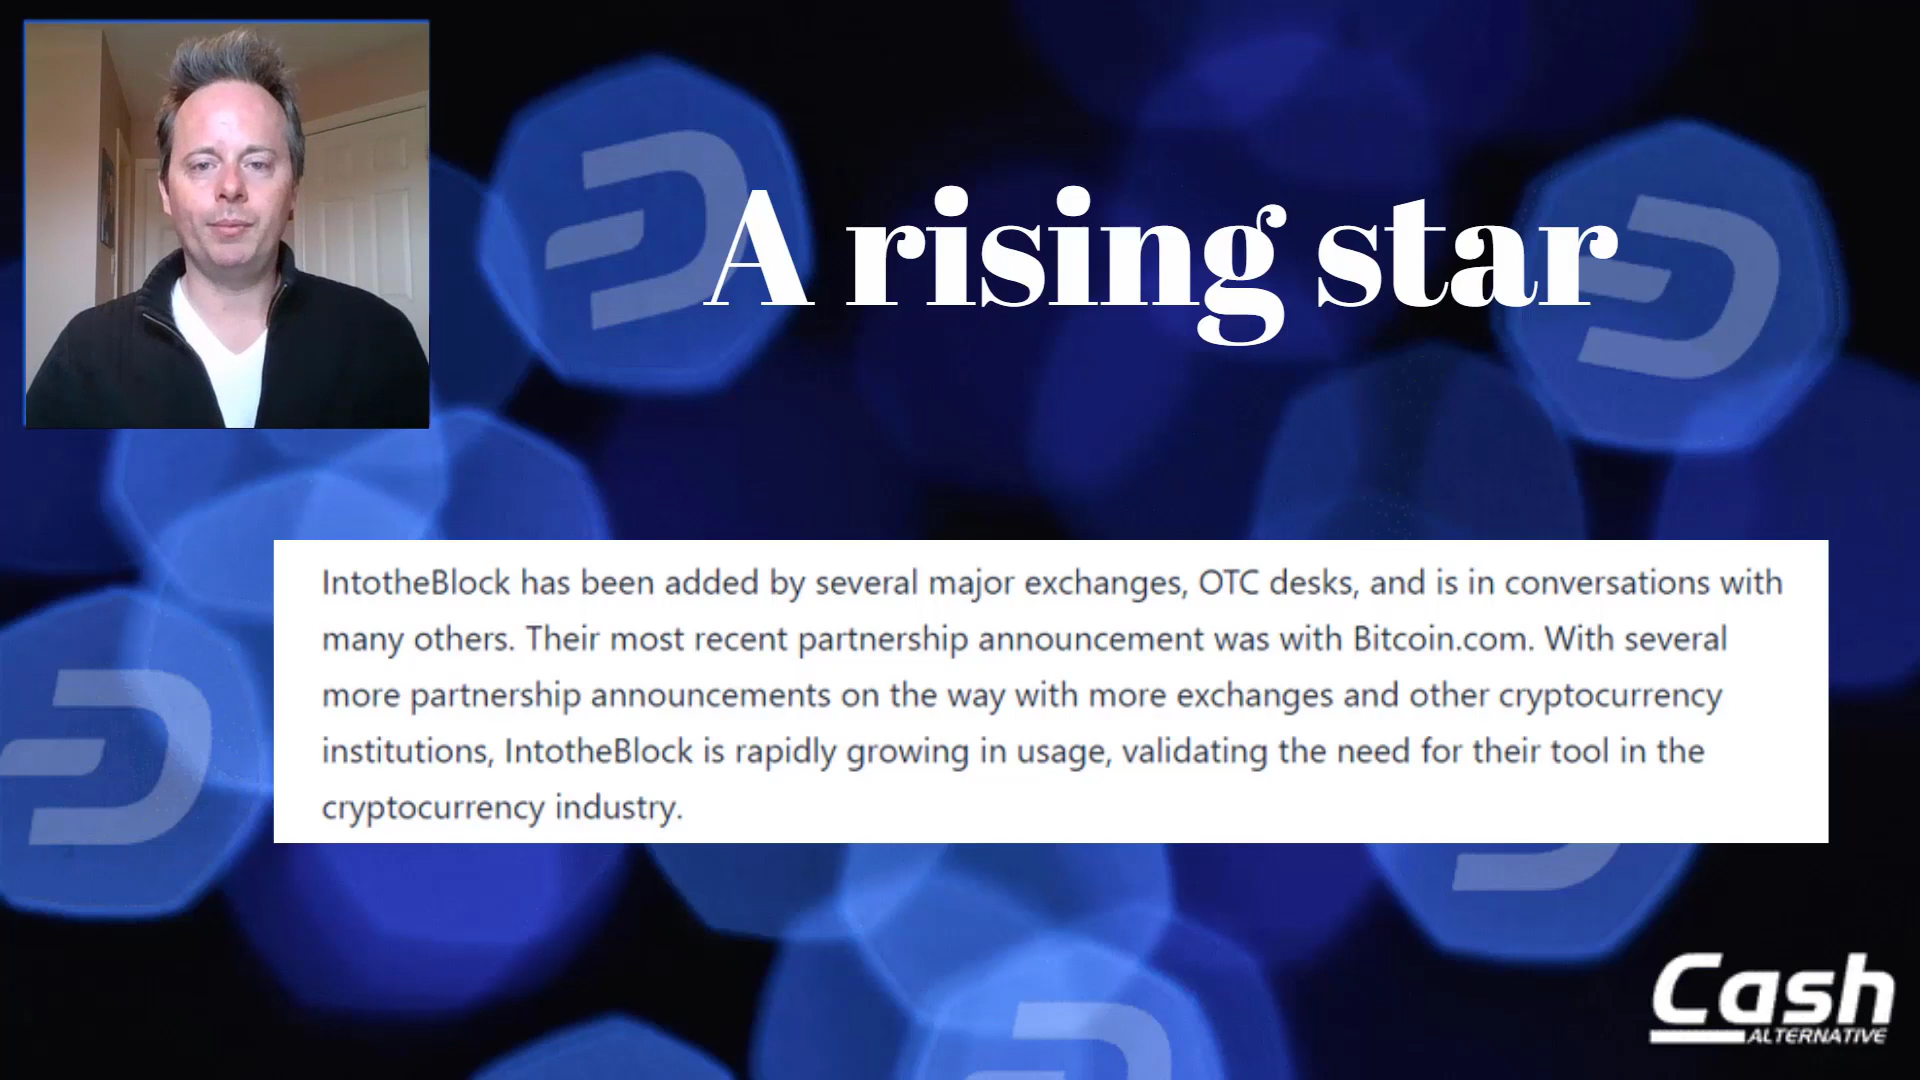 A rising star
IntotheBlock has been added by several major exchanges, OTC desks, and is in conversations with
many others. Their most recent partnership announcement was with Bitcoin.com. With several
more partnership announcements on the way with more exchanges and other cryptocurrency
institutions, IntotheBlock is rapidly growing in usage, validating the need for their tool in the
cryptocurrency industry.
Cash
ALTERNATIVE